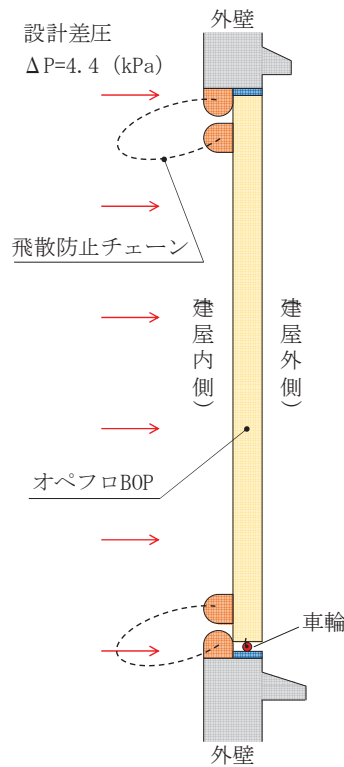 外壁
設計差圧
ΔP=4.4 (kPa)
飛散防止チェーン
建屋内側)
建屋外側)
オペフロBOP
車輪
外壁